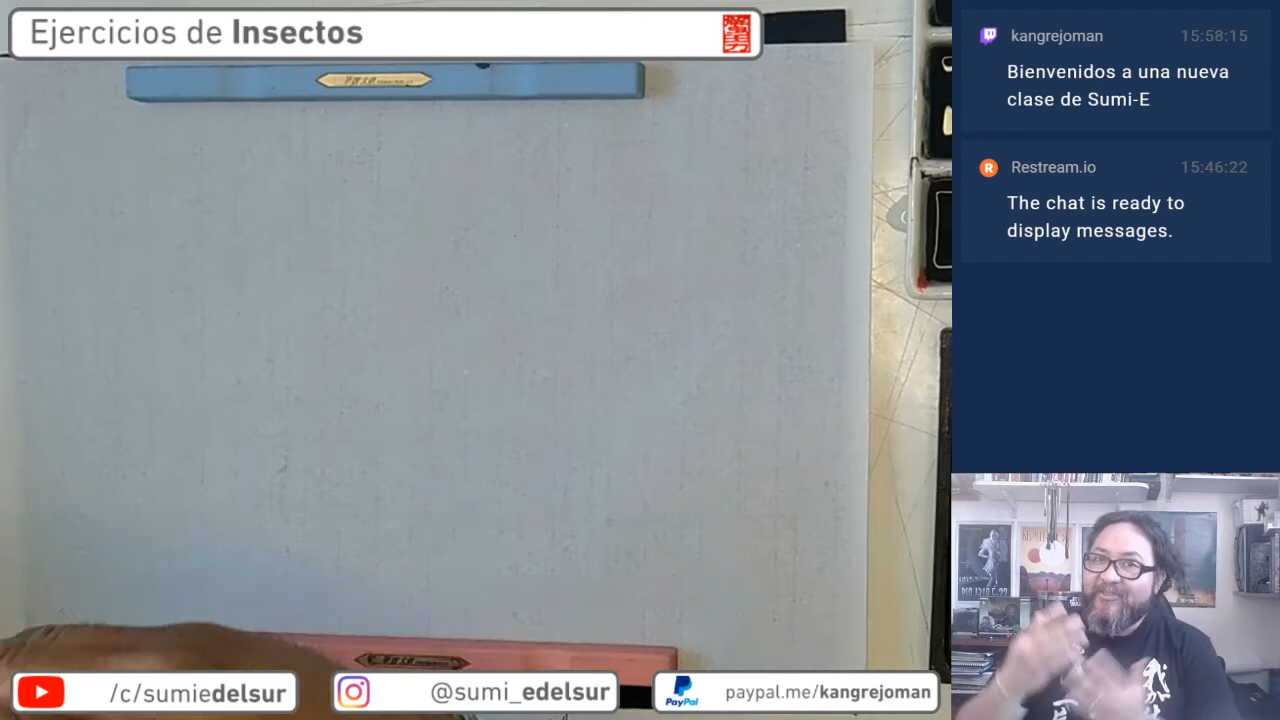 Ejercicios de Insectos
kangrejoman 15:58:15
Bienvenidos a una nueva
clase de Sumi-E
Restream.io 15:46:22
The chat is ready to
display messages.
/c/sumiedelsur
@sumi_edelsur
PayPal
paypal.me/kangrejoman